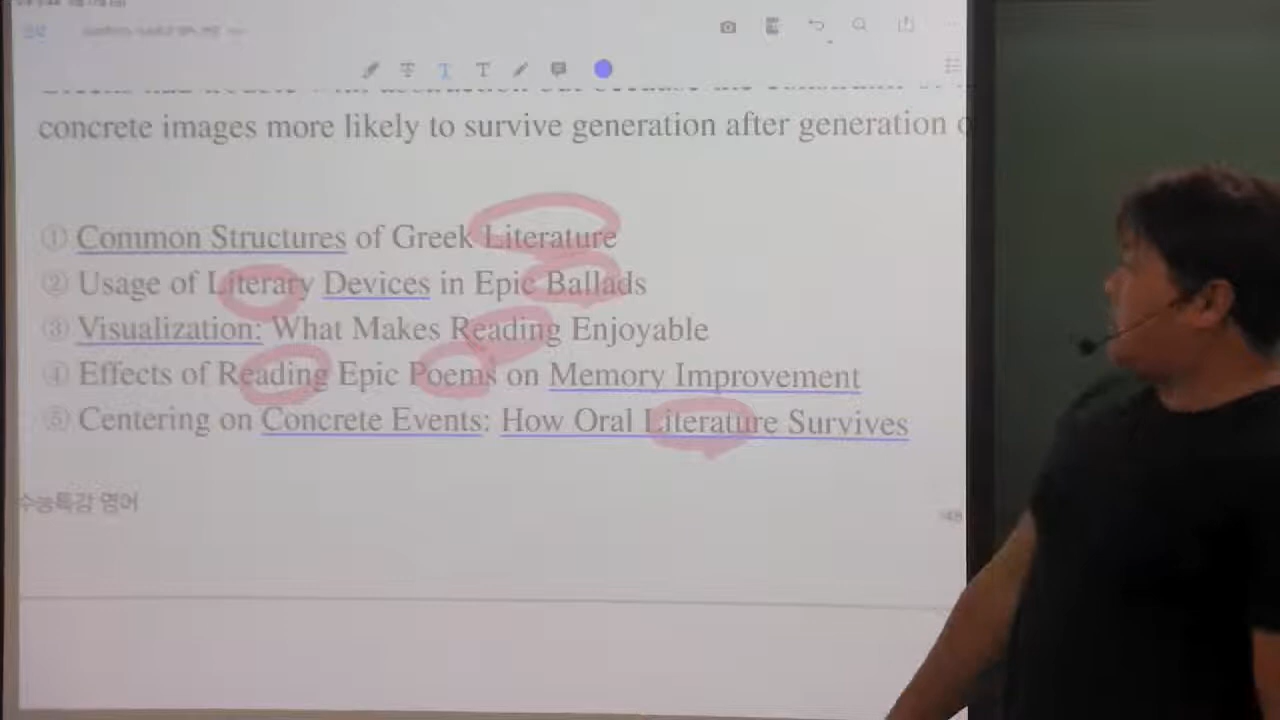 concrete images more likely to survive generation after generation
① Common Structures of Greek Literature
② Usage of Literary Devices in Epic Ballads
③ Visualization: What Makes Reading Enjoyable
④ Effects of Reading Epic Poems on Memory Improvement
⑤ Centering on Concrete Events: How Oral Literature Survives
수능특강 영어
148